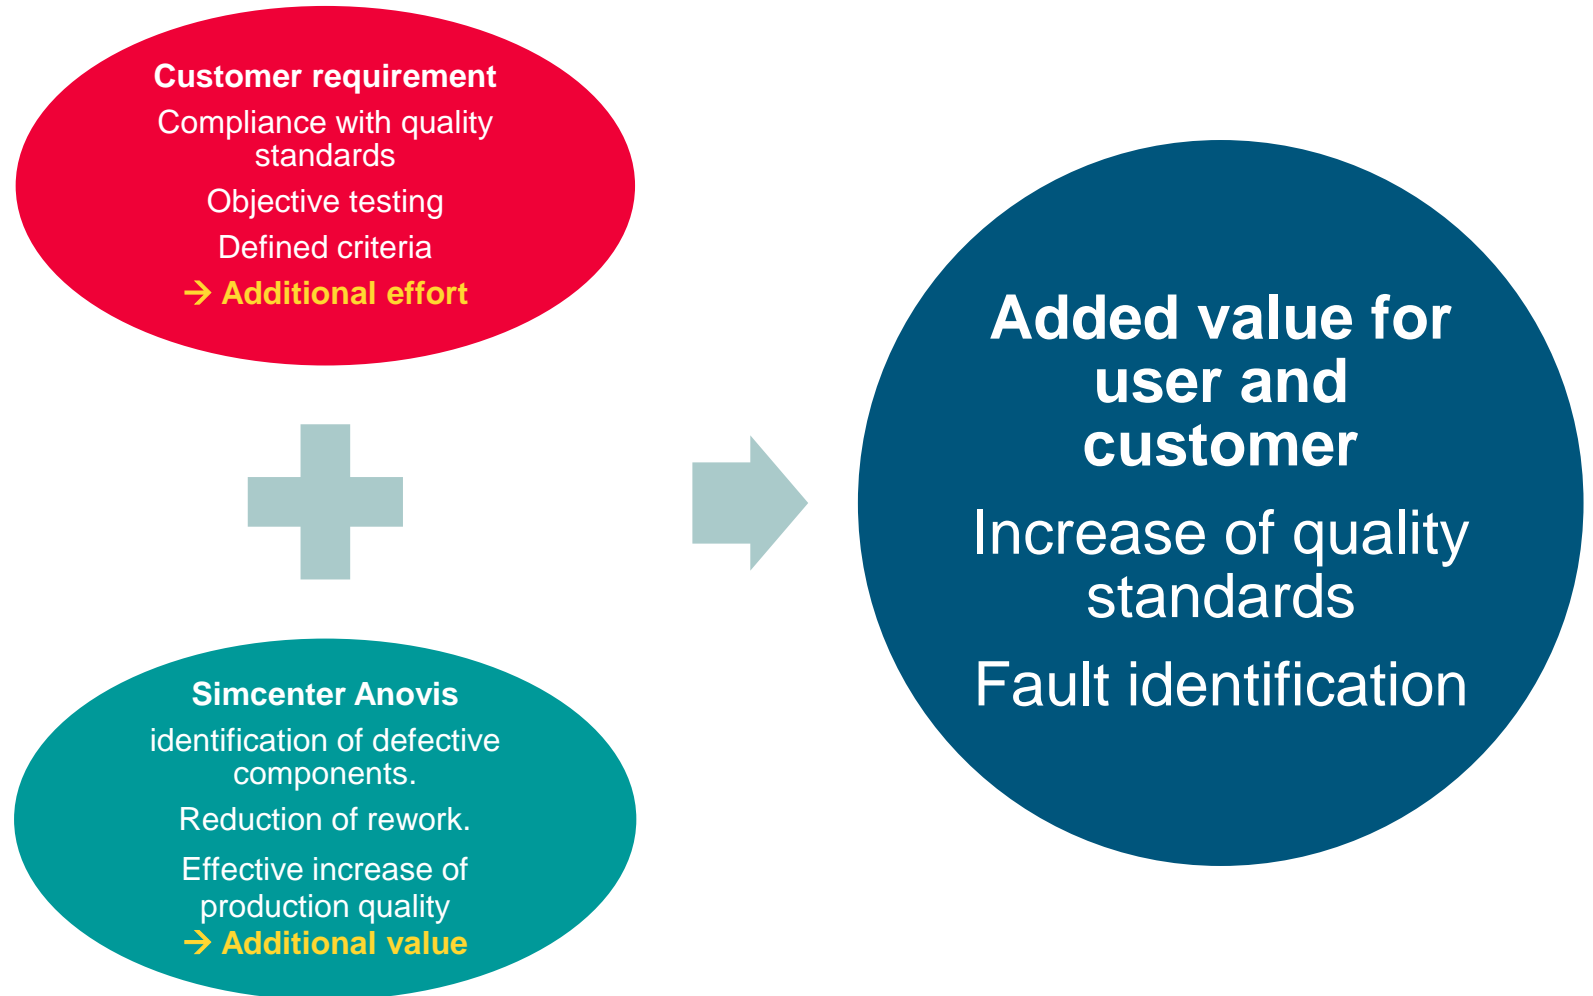 Customer requirement
Compliance with quality
standards
Objective testing
Defined criteria
→ Additional effort
Simcenter Anovis
identification of defective
components.
Reduction of rework.
Effective increase of
production quality
→ Additional value
Added value for
user and
customer
Increase of quality
standards
Fault identification